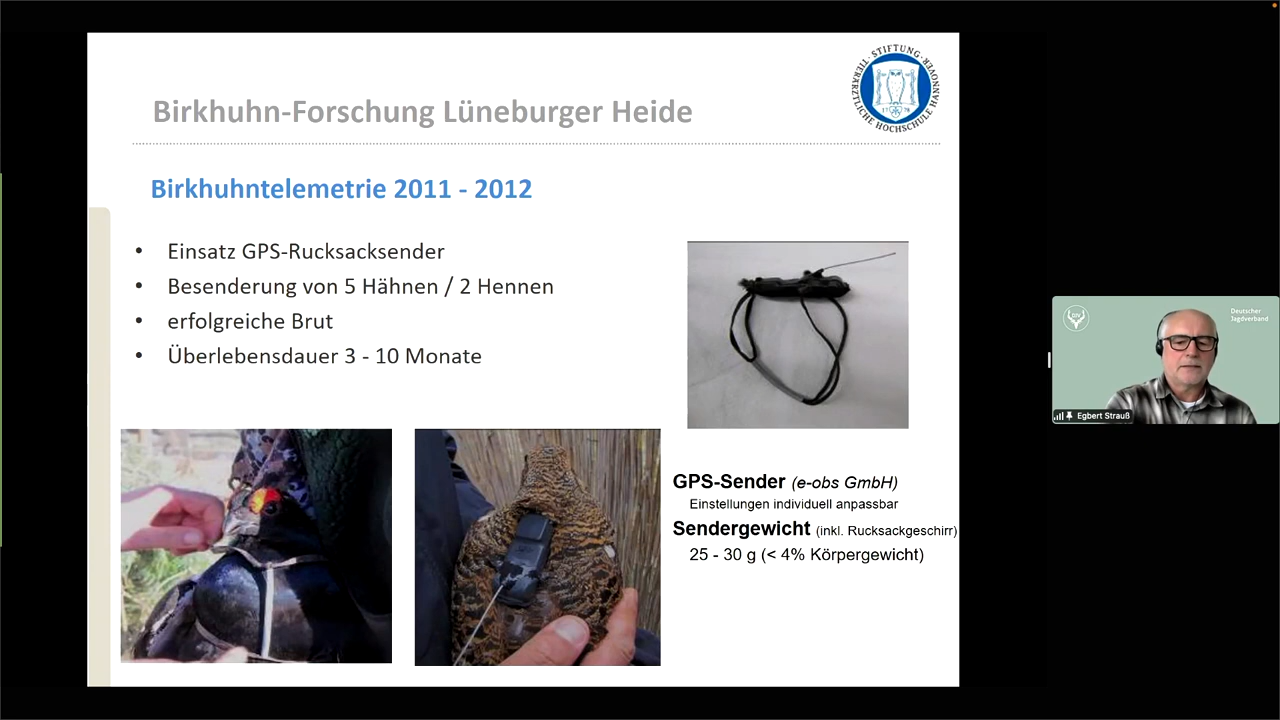 STIFTUNG · TIERÄRZTLICHE HOCHSCHULE HANNOVER ·
Birkhuhn-Forschung Lüneburger Heide
Birkhuhntelemetrie 2011 - 2012
• Einsatz GPS-Rucksacksender
• Besenderung von 5 Hähnen / 2 Hennen
• erfolgreiche Brut
• Überlebensdauer 3 - 10 Monate
GPS-Sender (e-obs GmbH)
Einstellungen individuell anpassbar
Sendergewicht (inkl. Rucksackgeschirr)
25 - 30 g (< 4% Körpergewicht)
Deutscher
Jagdverband
Egbert Strauß